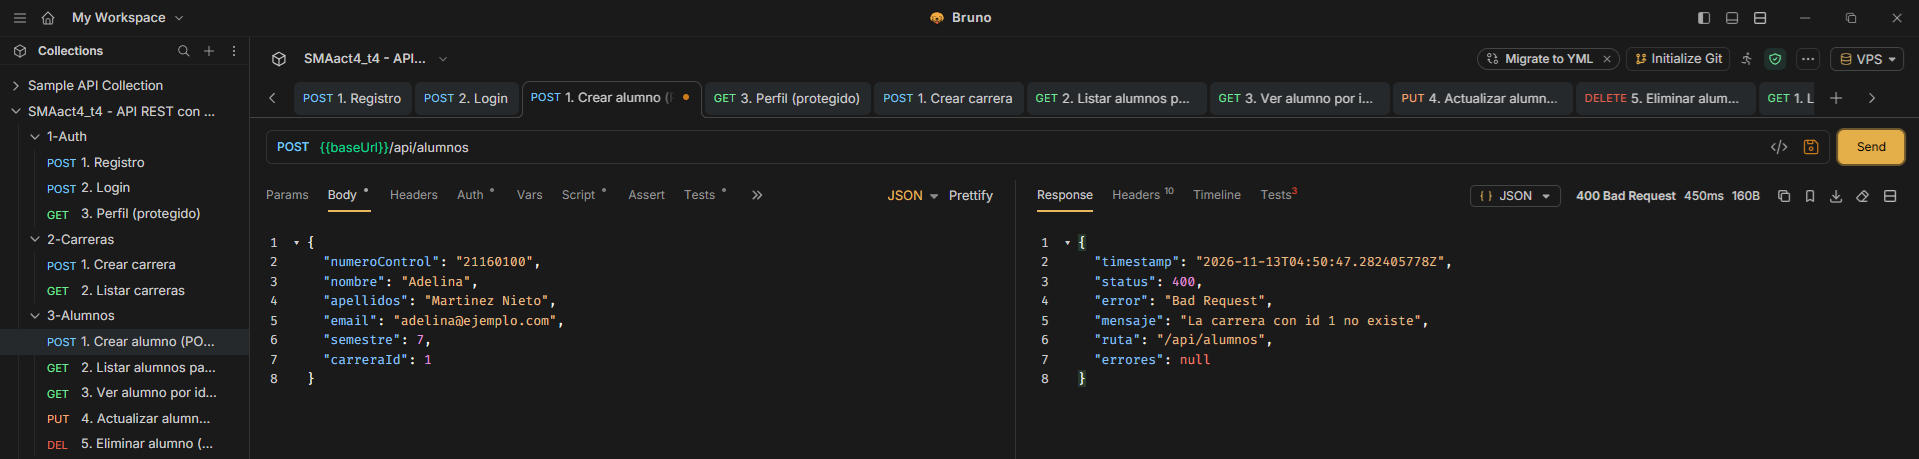 My Workspace
Bruno
Collections
SMAact4_t4 - API...
Migrate to YML
Initialize Git
VPS
Sample API Collection
SMAact4_t4 - API REST con ...
1-Auth
POST 1. Registro
POST 2. Login
GET 3. Perfil (protegido)
2-Carreras
POST 1. Crear carrera
GET 2. Listar carreras
3-Alumnos
POST 1. Crear alumno (PO...
GET 2. Listar alumnos pa...
GET 3. Ver alumno por id...
PUT 4. Actualizar alumn...
DEL 5. Eliminar alumno (...
POST 1. Registro
POST 2. Login
POST 1. Crear alumno (
GET 3. Perfil (protegido)
POST 1. Crear carrera
GET 2. Listar alumnos p...
GET 3. Ver alumno por i...
PUT 4. Actualizar alumn...
DELETE 5. Eliminar alum...
GET 1. L
POST {{baseUrl}}/api/alumnos
</>
Send
Params
Body
Headers
Auth
Vars
Script
Assert
Tests
JSON
Prettify
1 {
2 "numeroControl": "21160100",
3 "nombre": "Adelina",
4 "apellidos": "Martinez Nieto",
5 "email": "adelina@ejemplo.com",
6 "semestre": 7,
7 "carreraId": 1
8 }
Response
Headers 10
Timeline
Tests 3
{ } JSON
400 Bad Request 450ms 160B
1 {
2 "timestamp": "2026-11-13T04:50:47.282405778Z",
3 "status": 400,
4 "error": "Bad Request",
5 "mensaje": "La carrera con id 1 no existe",
6 "ruta": "/api/alumnos",
7 "errores": null
8 }